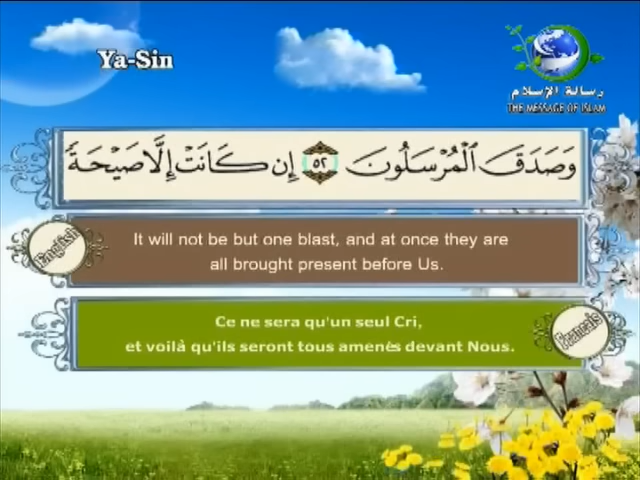 Ya-Sin
رسالة الإسلام
THE MESSAGE OF ISLAM
وَصَدَقَ ٱلْمُرْسَلُونَ ٥٢ إِن كَانَتْ إِلَّا صَيْحَةً
English
It will not be but one blast, and at once they are
all brought present before Us.
Ce ne sera qu'un seul Cri,
et voilà qu'ils seront tous amenés devant Nous.
Francais